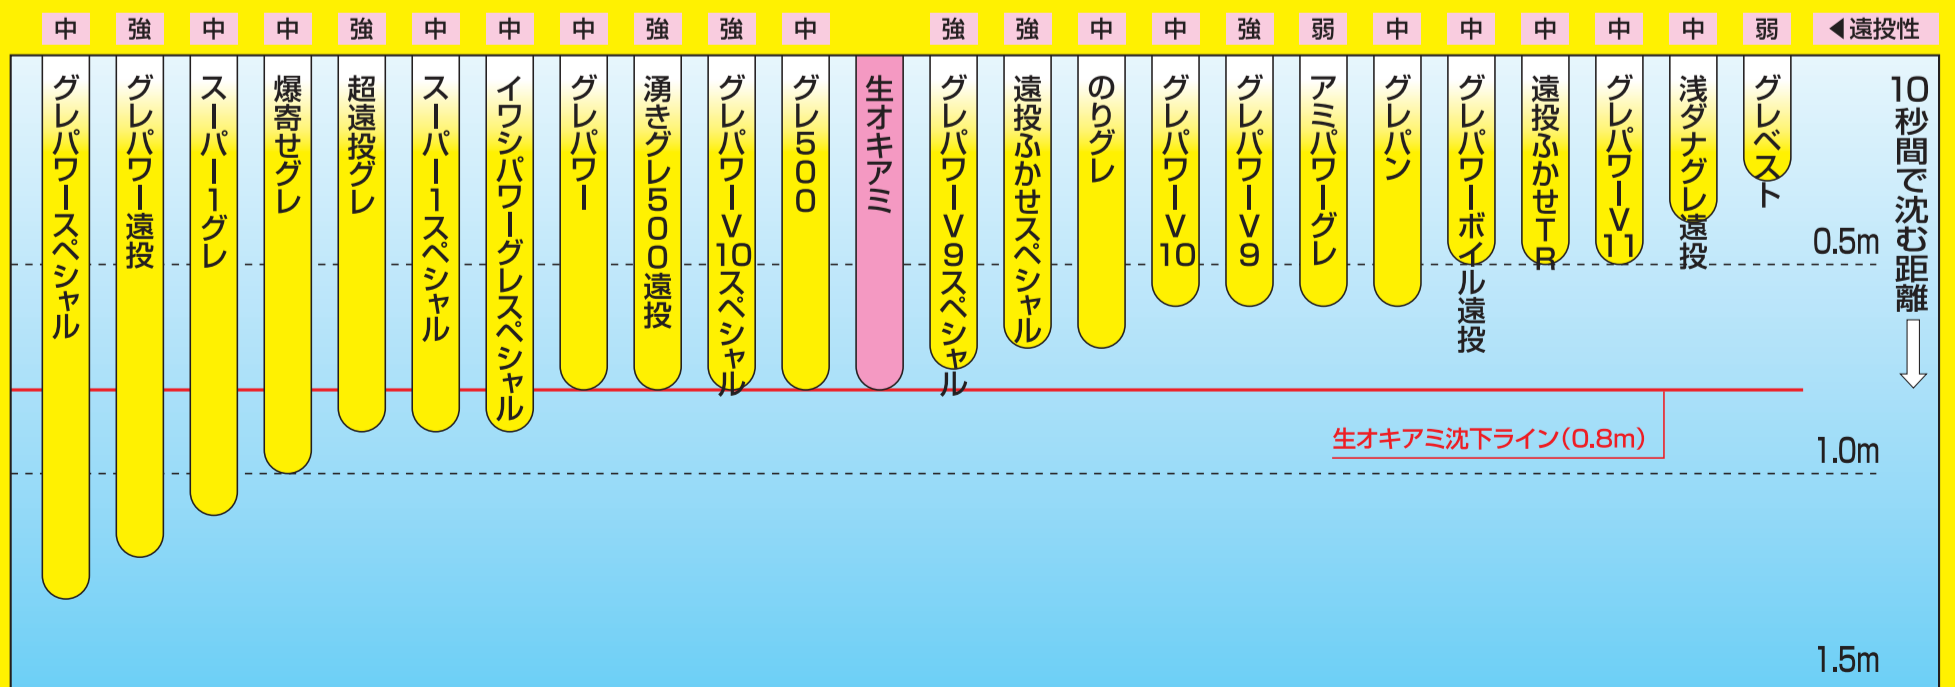 中 強 中 中 強 中 中 中 強 強 中 強 強 中 中 強 弱 中 中 中 中 中 弱 ◀遠投性
グレパワースペシャル
グレパワー遠投
スーパー1グレ
爆寄せグレ
超遠投グレ
スーパー1スペシャル
イワシパワーグレスペシャル
グレパワー
湧きグレ500遠投
グレパワーV10スペシャル
グレ500
生オキアミ
グレパワーV9スペシャル
遠投ふかせスペシャル
のりグレ
グレパワーV10
グレパワーV9
アミパワーグレ
グレパン
グレパワーボイル遠投
遠投ふかせTR
グレパワーV11
浅ダナグレ遠投
グレベスト
10秒間で沈む距離
0.5m
生オキアミ沈下ライン(0.8m)
1.0m
1.5m